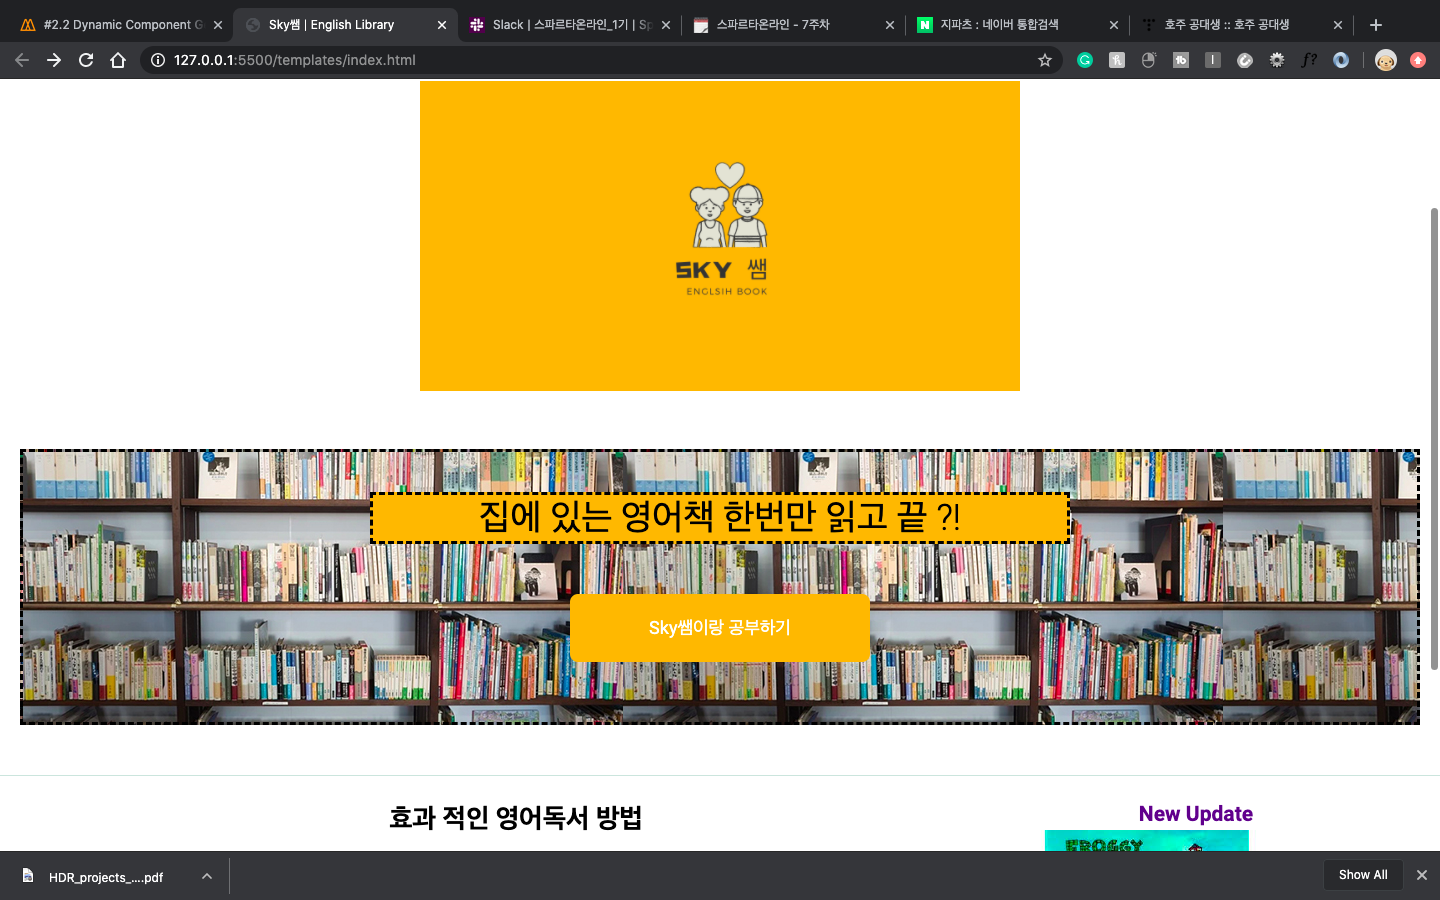 #2.2 Dynamic Component G
Sky쌤 | English Library
Slack | 스파르타온라인_1기 | Sp
스파르타온라인 - 7주차
지파츠 : 네이버 통합검색
호주 공대생 :: 호주 공대생
127.0.0.1:5500/templates/index.html
SKY 쌤
ENGLSIH BOOK
집에 있는 영어책 한번만 읽고 끝 ?!
Sky쌤이랑 공부하기
효과 적인 영어독서 방법
New Update
FROGGY
HDR_projects_....pdf
Show All